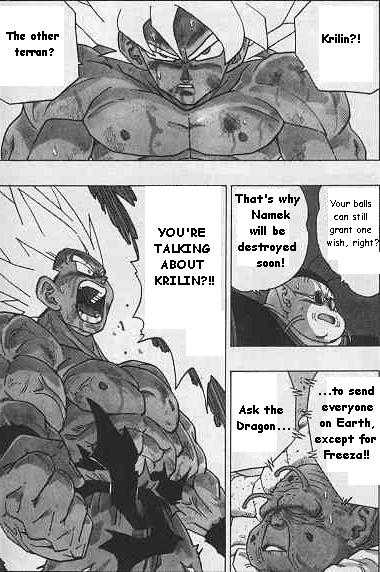 The other
terran?
Krilin?!
YOU'RE
TALKING
ABOUT
KRILIN?!!
That's why
Namek
will be
destroyed
soon!
Your balls
can still
grant one
wish, right?
Ask the
Dragon....
...to send
everyone
on Earth,
except for
Freeza!!